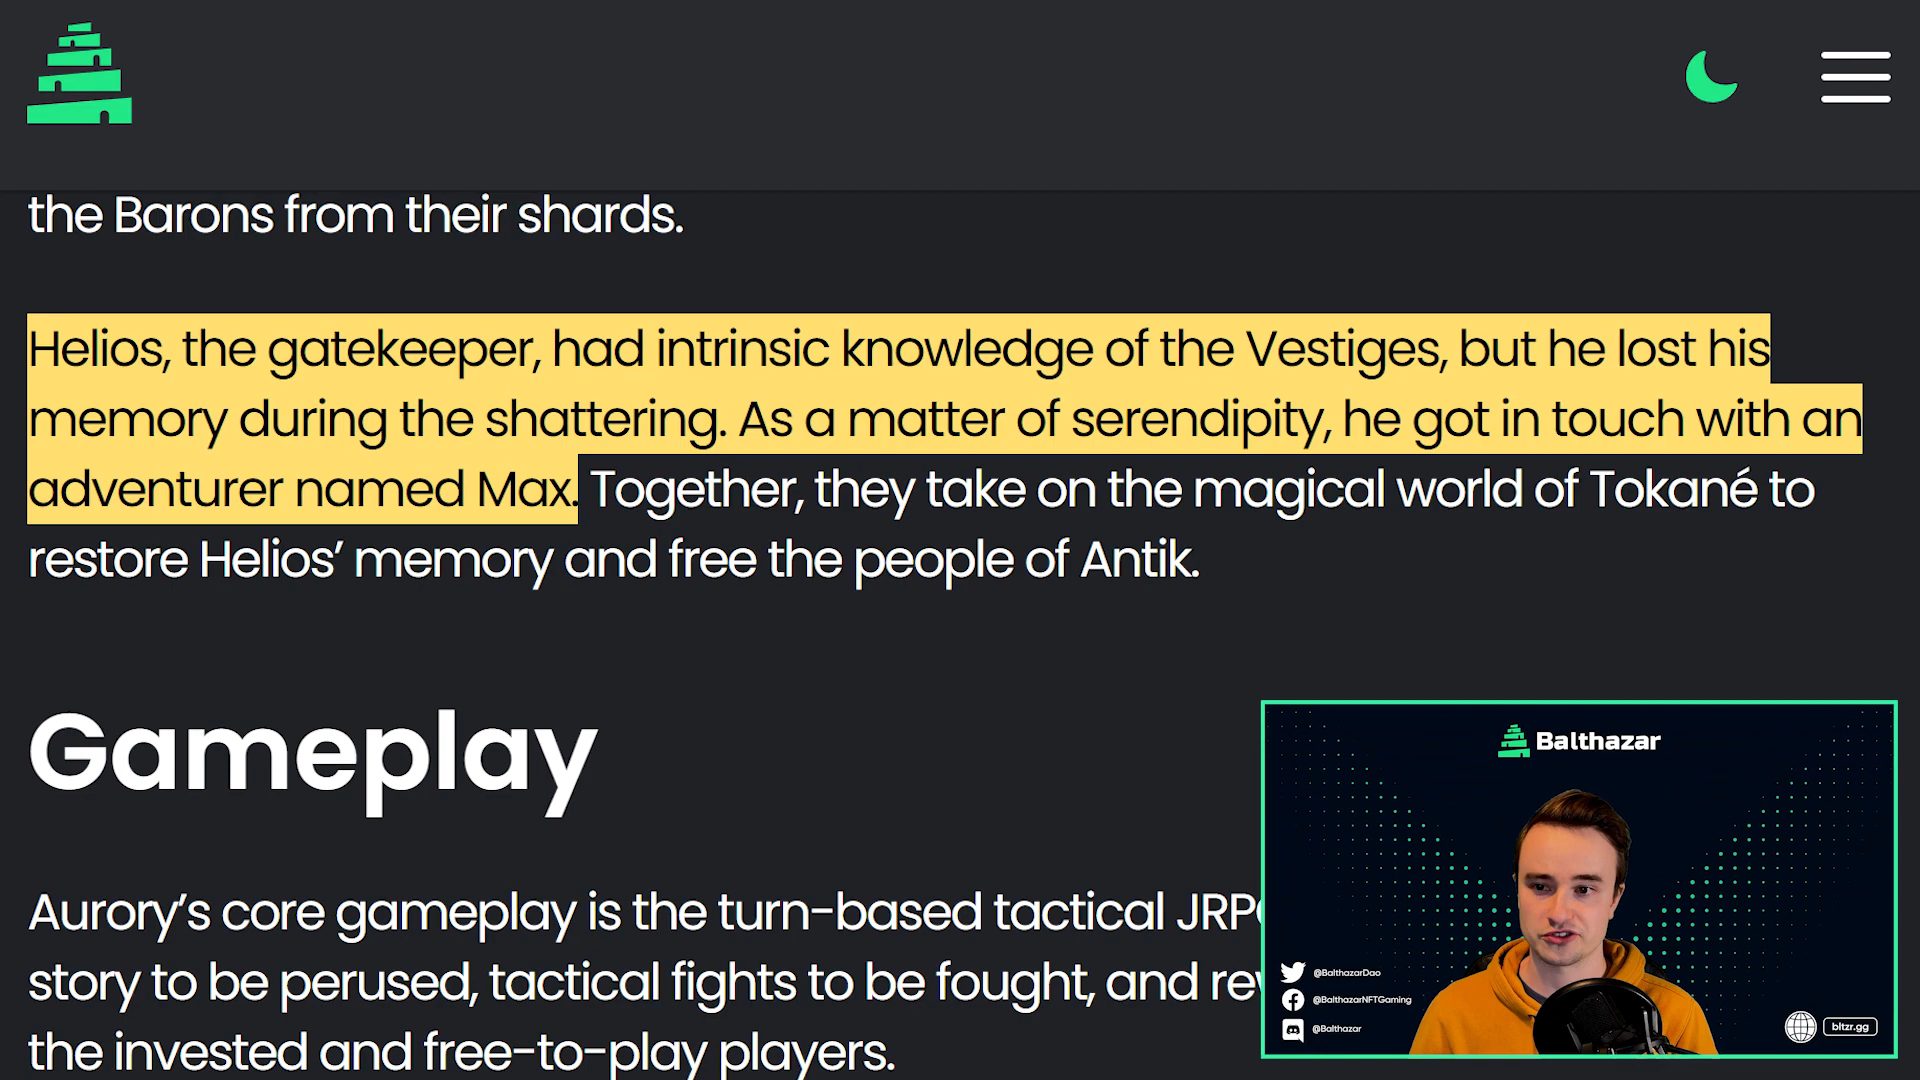 the Barons from their shards.
Helios, the gatekeeper, had intrinsic knowledge of the Vestiges, but he lost his
memory during the shattering. As a matter of serendipity, he got in touch with an
adventurer named Max. Together, they take on the magical world of Tokané to
restore Helios’ memory and free the people of Antik.
Gameplay
Aurory’s core gameplay is the turn-based tactical
story to be perused, tactical fights to be fought, and
the invested and free-to-play players.
Balthazar
@BalthazarDao
@BalthazarNFTGaming
@Balthazar
bltzr.gg